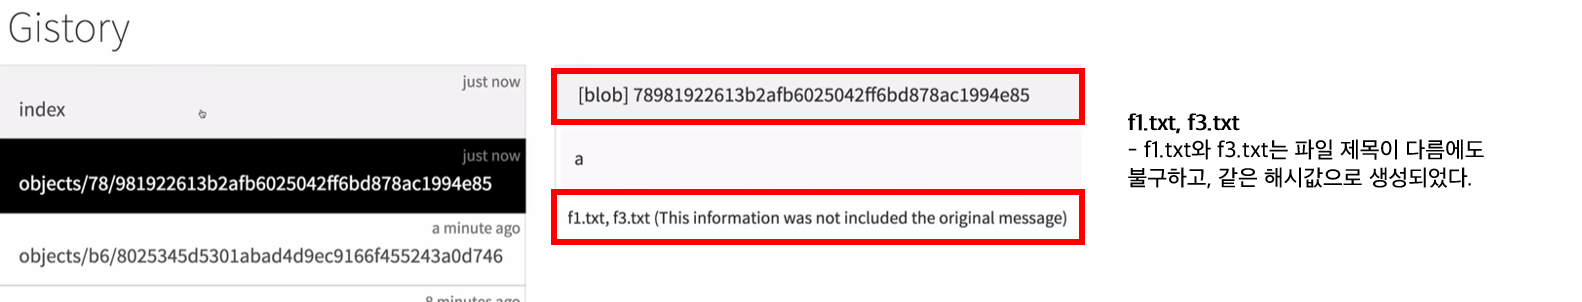 Gistory
just now
index
just now
objects/78/981922613b2afb6025042ff6bd878ac1994e85
a minute ago
objects/b6/8025345d5301abad4d9ec9166f455243a0d746
8 minutes ago
[blob] 78981922613b2afb6025042ff6bd878ac1994e85
a
f1.txt, f3.txt (This information was not included the original message)
f1.txt, f3.txt
- f1.txt와 f3.txt는 파일 제목이 다름에도
불구하고, 같은 해시값으로 생성되었다.